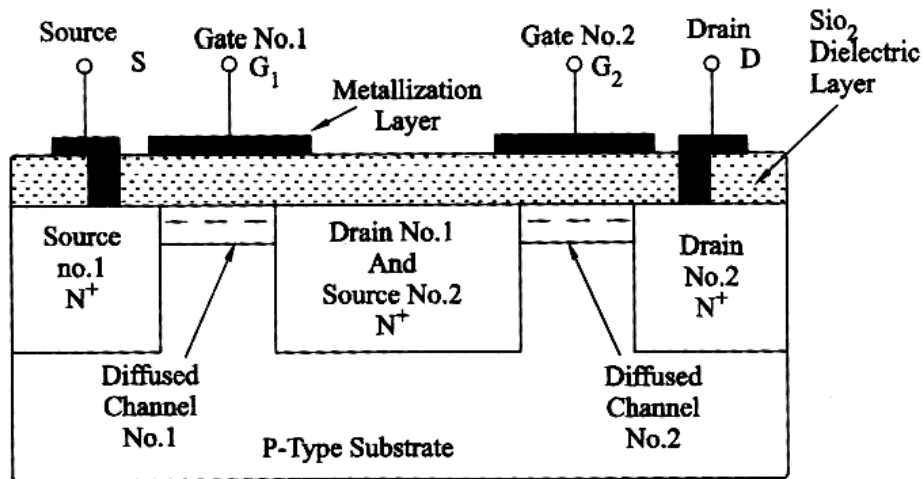 Source
S
Gate No.1
G1
Metallization
Layer
Gate No.2
G2
Drain
D
Sio2
Dielectric
Layer
Source
no.1
N+
Drain No.1
And
Source No.2
N+
Drain
No.2
N+
Diffused
Channel
No.1
Diffused
Channel
No.2
P-Type Substrate